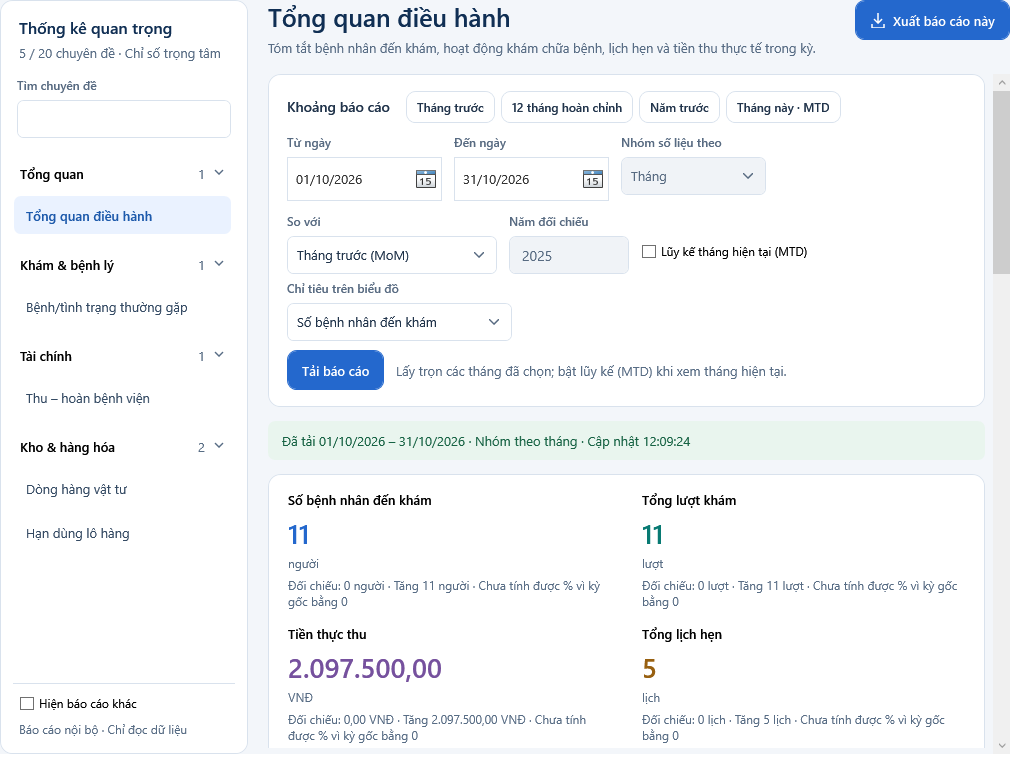 Thống kê quan trọng
5 / 20 chuyên đề · Chỉ số trọng tâm
Tìm chuyên đề
Tổng quan 1
Tổng quan điều hành
Khám & bệnh lý 1
Bệnh/tình trạng thường gặp
Tài chính 1
Thu – hoàn bệnh viện
Kho & hàng hóa 2
Dòng hàng vật tư
Hạn dùng lô hàng
Hiện báo cáo khác
Báo cáo nội bộ · Chỉ đọc dữ liệu
Tổng quan điều hành
Tóm tắt bệnh nhân đến khám, hoạt động khám chữa bệnh, lịch hẹn và tiền thu thực tế trong kỳ.
Xuất báo cáo này
Khoảng báo cáo Tháng trước 12 tháng hoàn chỉnh Năm trước Tháng này · MTD
Từ ngày Đến ngày Nhóm số liệu theo
01/10/2026 15 31/10/2026 15 Tháng
So với Năm đối chiếu
Tháng trước (MoM) 2025 Lũy kế tháng hiện tại (MTD)
Chỉ tiêu trên biểu đồ
Số bệnh nhân đến khám
Tải báo cáo Lấy trọn các tháng đã chọn; bật lũy kế (MTD) khi xem tháng hiện tại.
Đã tải 01/10/2026 – 31/10/2026 · Nhóm theo tháng · Cập nhật 12:09:24
Số bệnh nhân đến khám
11
người
Đối chiếu: 0 người · Tăng 11 người · Chưa tính được % vì kỳ
gốc bằng 0
Tổng lượt khám
11
lượt
Đối chiếu: 0 lượt · Tăng 11 lượt · Chưa tính được % vì kỳ gốc
bằng 0
Tiền thực thu
2.097.500,00
VNĐ
Đối chiếu: 0,00 VNĐ · Tăng 2.097.500,00 VNĐ · Chưa tính
được % vì kỳ gốc bằng 0
Tổng lịch hẹn
5
lịch
Đối chiếu: 0 lịch · Tăng 5 lịch · Chưa tính được % vì kỳ gốc
bằng 0